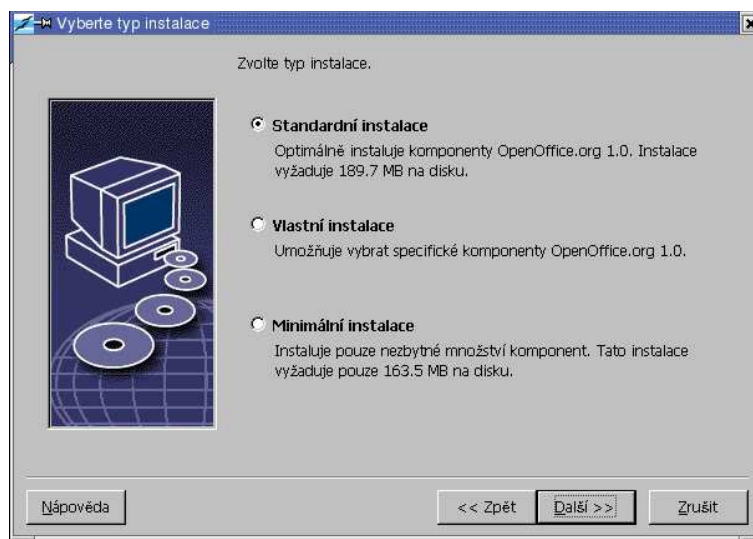 Vyberte typ instalace
Zvolte typ instalace.
Standardní instalace
Optimálně instaluje komponenty OpenOffice.org 1.0. Instalace
vyžaduje 189.7 MB na disku.
Vlastní instalace
Umožňuje vybrat specifické komponenty OpenOffice.org 1.0.
Minimální instalace
Instaluje pouze nezbytné množství komponent. Tato instalace
vyžaduje pouze 163.5 MB na disku.
Nápověda
<< Zpět
Další >>
Zrušit